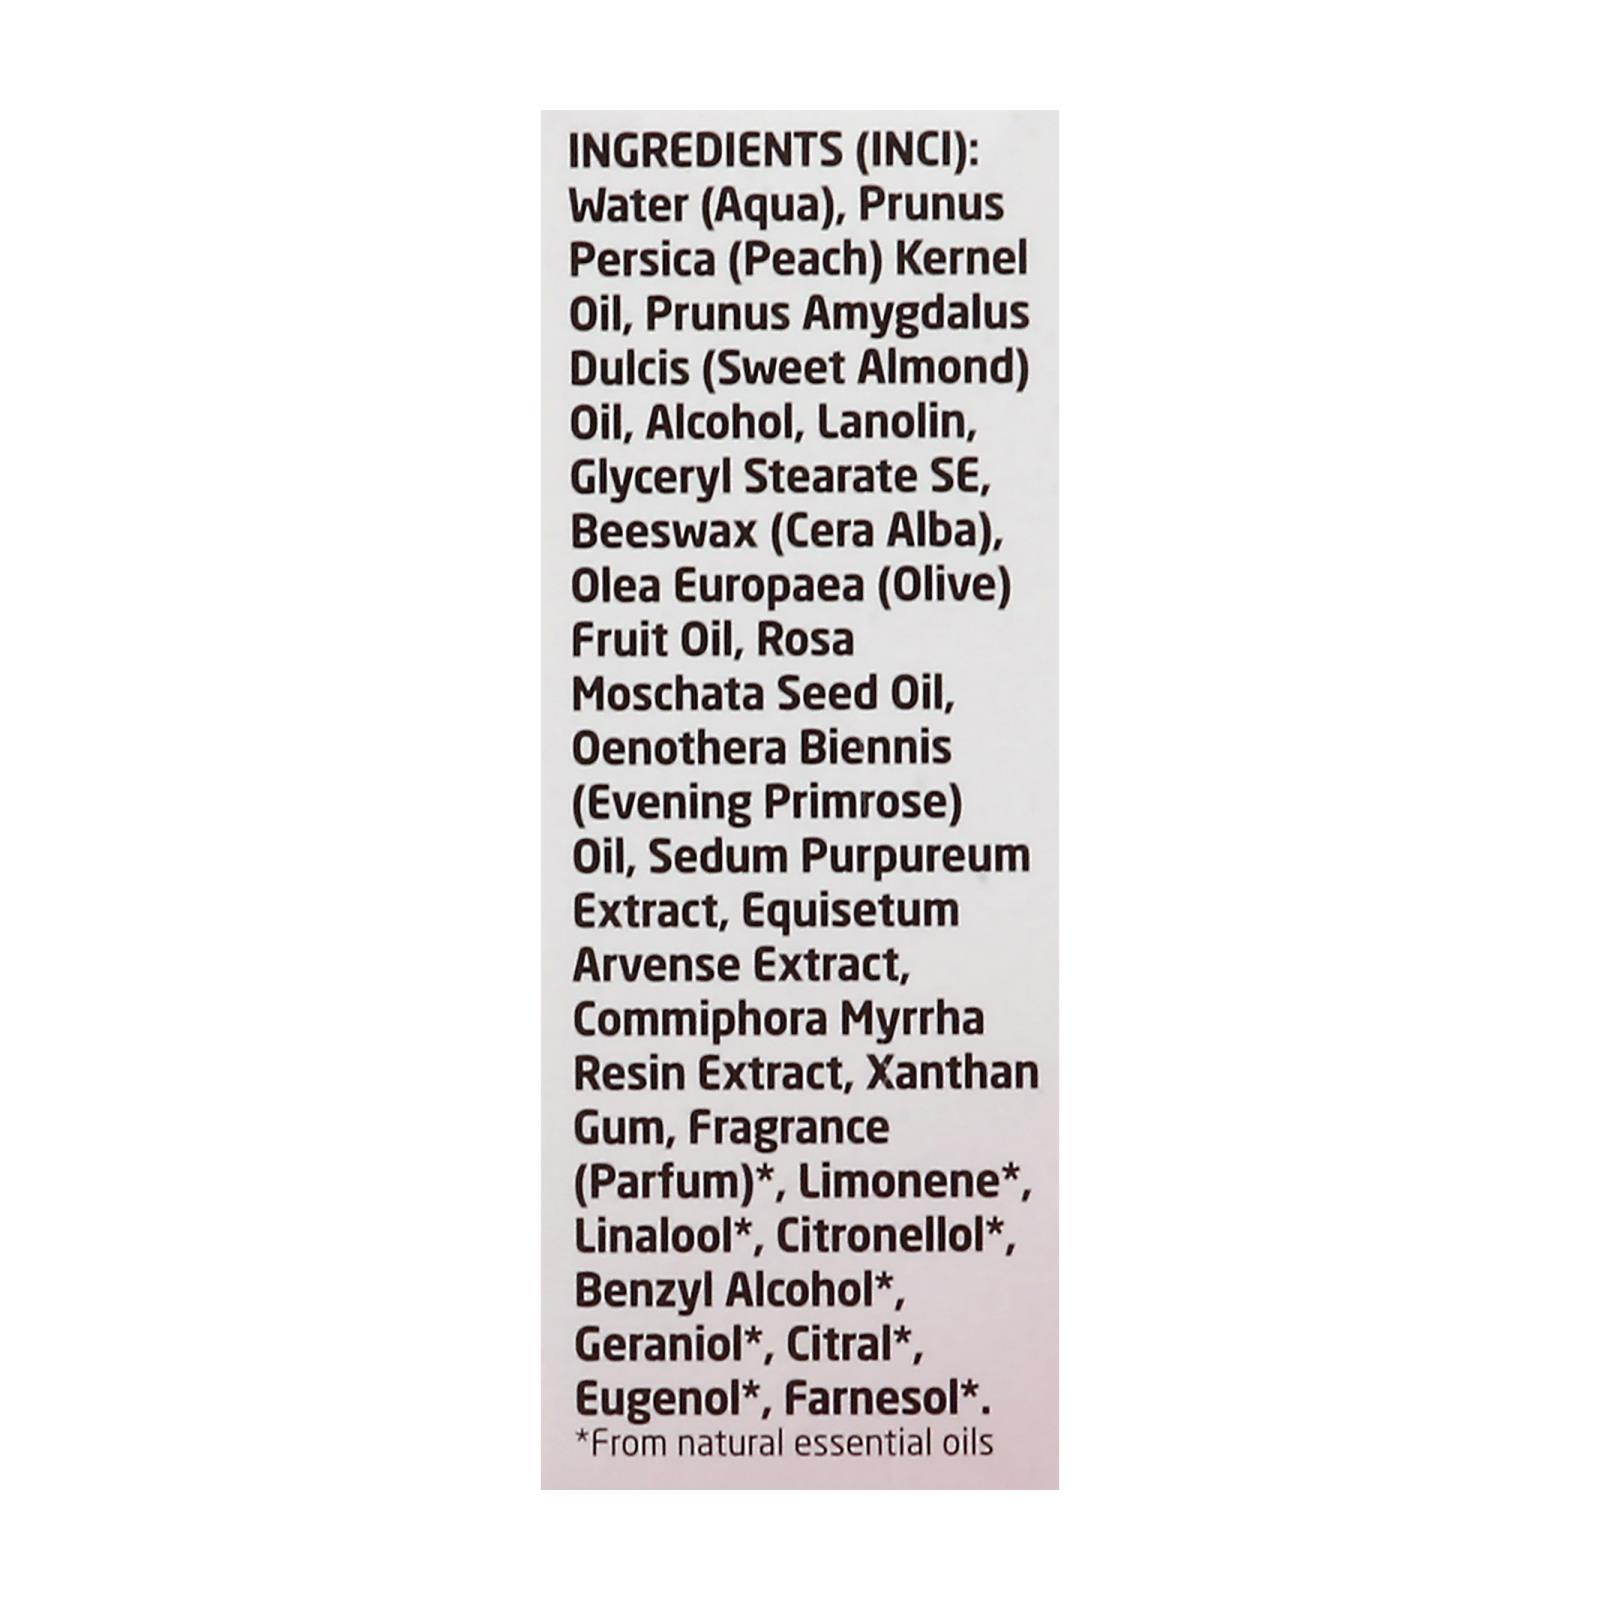 INGREDIENTS (INCI):
Water (Aqua), Prunus
Persica (Peach) Kernel
Oil, Prunus Amygdalus
Dulcis (Sweet Almond)
Oil, Alcohol, Lanolin,
Glyceryl Stearate SE,
Beeswax (Cera Alba),
Olea Europaea (Olive)
Fruit Oil, Rosa
Moschata Seed Oil,
Oenothera Biennis
(Evening Primrose)
Oil, Sedum Purpureum
Extract, Equisetum
Arvense Extract,
Commiphora Myrrha
Resin Extract, Xanthan
Gum, Fragrance
(Parfum)*, Limonene*,
Linalool*, Citronellol*,
Benzyl Alcohol*,
Geraniol*, Citral*,
Eugenol*, Farnesol*.
*From natural essential oils